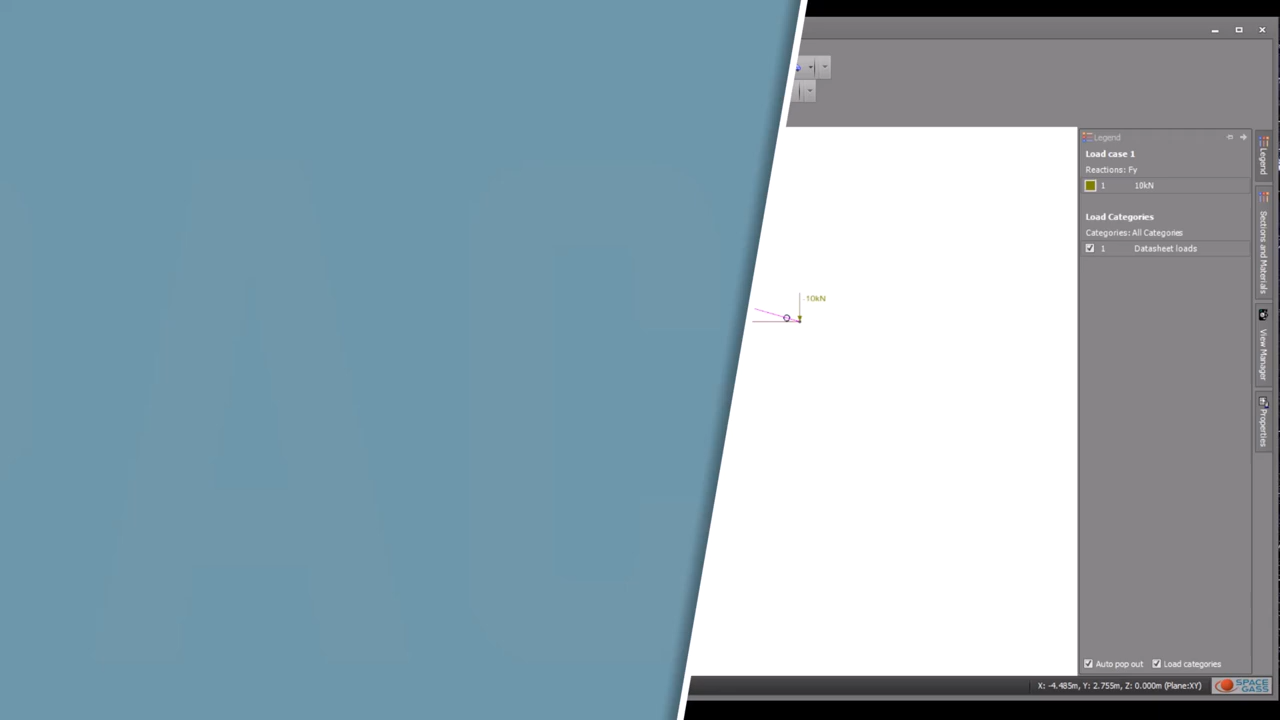 AC
Legend
Load case 1
Reactions: Fy
1 10kN
Load Categories
Categories: All Categories
1 Datasheet loads
10kN
Legend
Sections and Materials
View Manager
Properties
Auto pop out Load categories
X: -4.485m, Y: 2.755m, Z: 0.000m (Plane:XY)
SPACE
GASS